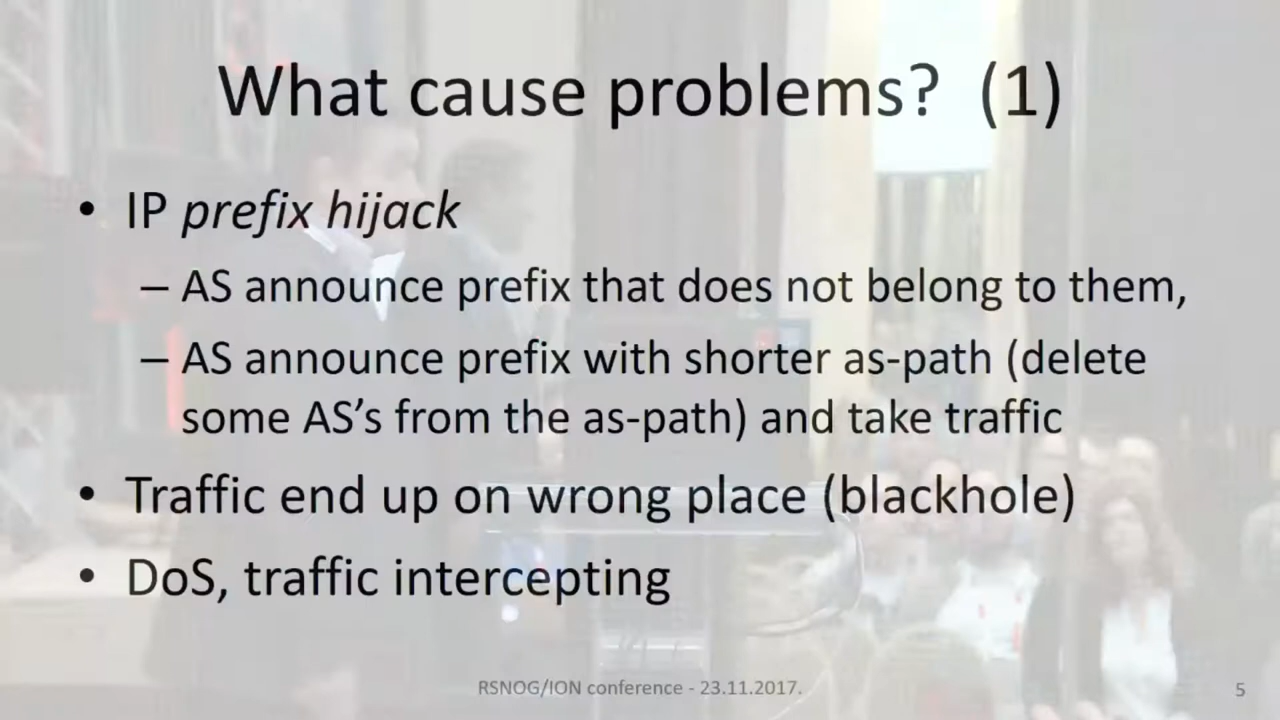 What cause problems? (1)
• IP prefix hijack
– AS announce prefix that does not belong to them,
– AS announce prefix with shorter as-path (delete
some AS’s from the as-path) and take traffic
• Traffic end up on wrong place (blackhole)
• DoS, traffic intercepting
RSNOG/ION conference - 23.11.2017.
5